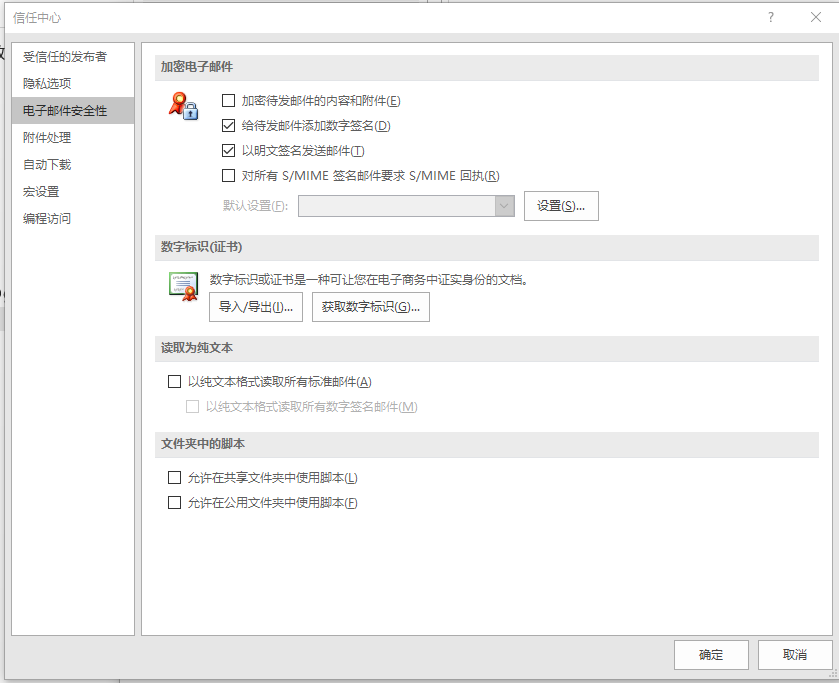 信任中心
?
受信任的发布者
隐私选项
电子邮件安全性
附件处理
自动下载
宏设置
编程访问
加密电子邮件
加密待发邮件的内容和附件(E)
给待发邮件添加数字签名(D)
以明文签名发送邮件(T)
对所有 S/MIME 签名邮件要求 S/MIME 回执(R)
默认设置(F): 设置(S)...
数字标识(证书)
数字标识或证书是一种可让您在电子商务中证实身份的文档。
导入/导出(I)... 获取数字标识(G)...
读取为纯文本
以纯文本格式读取所有标准邮件(A)
以纯文本格式读取所有数字签名邮件(M)
文件夹中的脚本
允许在共享文件夹中使用脚本(L)
允许在公用文件夹中使用脚本(F)
确定 取消